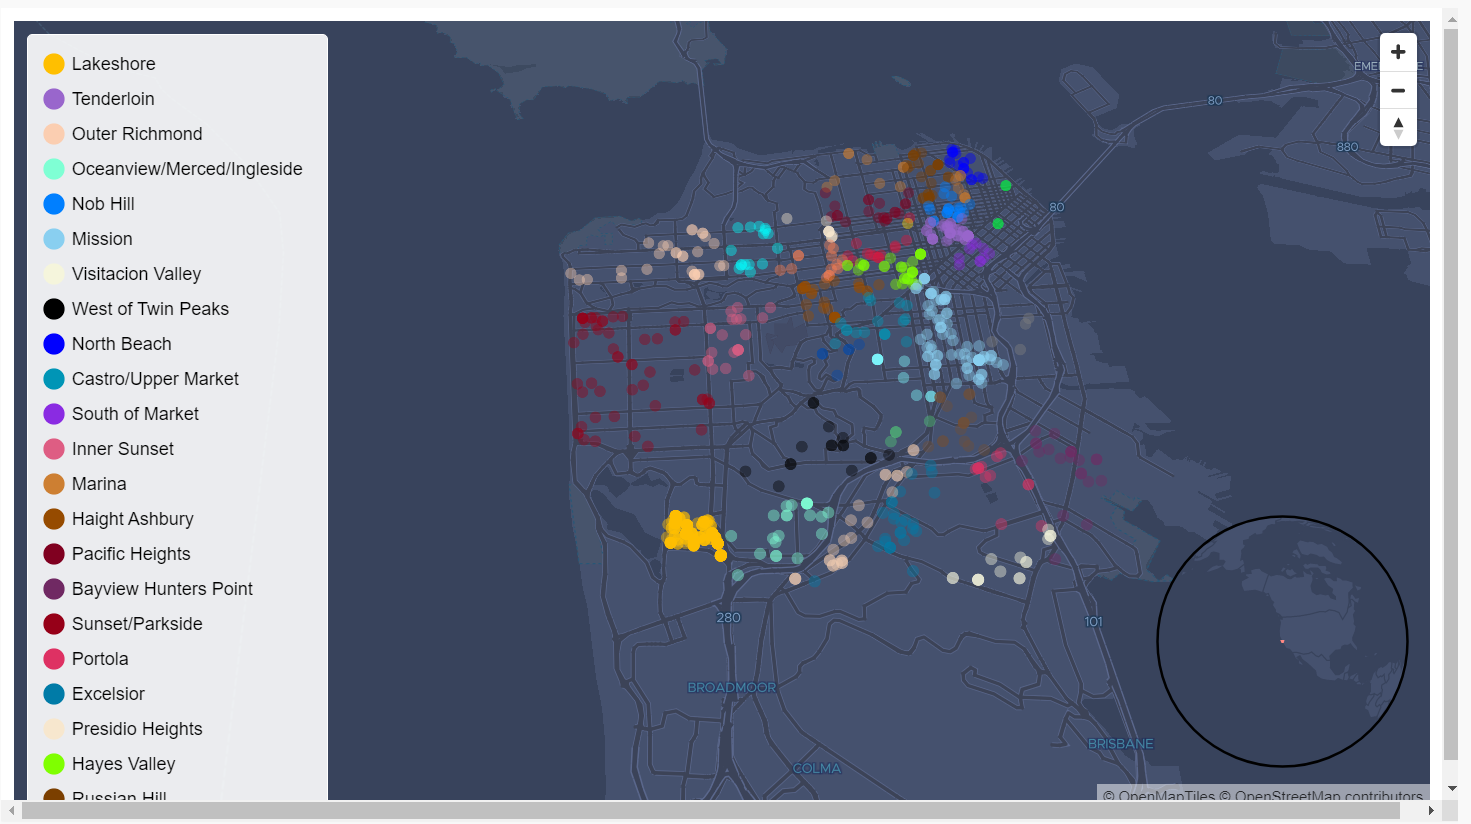 Lakeshore
Tenderloin
Outer Richmond
Oceanview/Merced/Ingleside
Nob Hill
Mission
Visitacion Valley
West of Twin Peaks
North Beach
Castro/Upper Market
South of Market
Inner Sunset
Marina
Haight Ashbury
Pacific Heights
Bayview Hunters Point
Sunset/Parkside
Portola
Excelsior
Presidio Heights
Hayes Valley
Russian Hill
EME
E
80
880
80
280
101
BROADMOOR
BRISBANE
COLMA
© OpenMapTiles © OpenStreetMap contributors